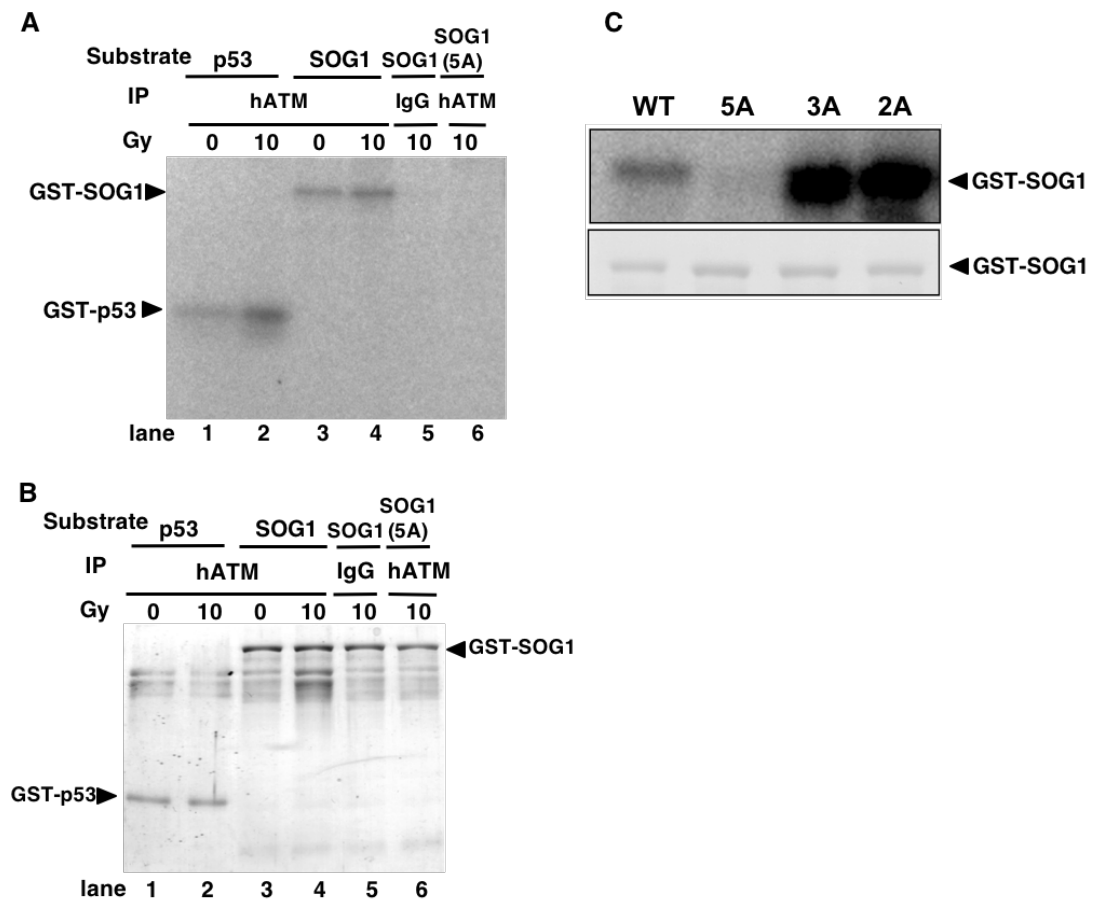 A
Substrate p53 SOG1 SOG1 SOG1 (5A)
IP hATM IgG hATM
Gy 0 10 0 10 10 10
GST-SOG1
GST-p53
lane 1 2 3 4 5 6
B
Substrate p53 SOG1 SOG1 SOG1 (5A)
IP hATM IgG hATM
Gy 0 10 0 10 10 10
GST-SOG1
GST-p53
lane 1 2 3 4 5 6
C
WT 5A 3A 2A
GST-SOG1
GST-SOG1